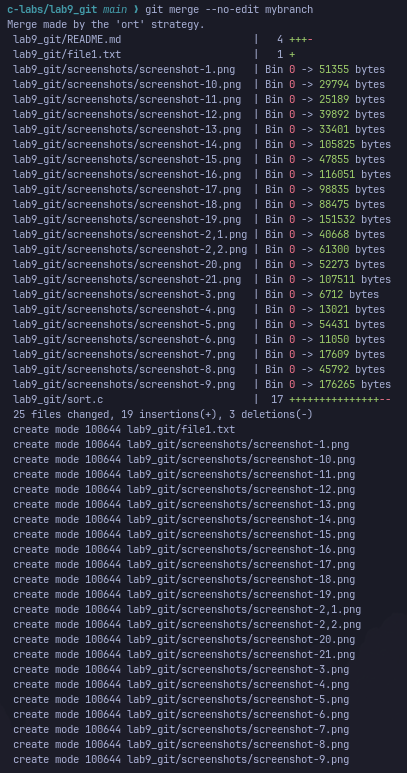 c-labs/lab9_git main ❯ git merge --no-edit mybranch
Merge made by the 'ort' strategy.
 lab9_git/README.md                      |   4 +++-
 lab9_git/file1.txt                      |   1 +
 lab9_git/screenshots/screenshot-1.png   | Bin 0 -> 51355 bytes
 lab9_git/screenshots/screenshot-10.png  | Bin 0 -> 29794 bytes
 lab9_git/screenshots/screenshot-11.png  | Bin 0 -> 25189 bytes
 lab9_git/screenshots/screenshot-12.png  | Bin 0 -> 39892 bytes
 lab9_git/screenshots/screenshot-13.png  | Bin 0 -> 33401 bytes
 lab9_git/screenshots/screenshot-14.png  | Bin 0 -> 105825 bytes
 lab9_git/screenshots/screenshot-15.png  | Bin 0 -> 47855 bytes
 lab9_git/screenshots/screenshot-16.png  | Bin 0 -> 116051 bytes
 lab9_git/screenshots/screenshot-17.png  | Bin 0 -> 98835 bytes
 lab9_git/screenshots/screenshot-18.png  | Bin 0 -> 88475 bytes
 lab9_git/screenshots/screenshot-19.png  | Bin 0 -> 151532 bytes
 lab9_git/screenshots/screenshot-2,1.png | Bin 0 -> 40668 bytes
 lab9_git/screenshots/screenshot-2,2.png | Bin 0 -> 61300 bytes
 lab9_git/screenshots/screenshot-20.png  | Bin 0 -> 52273 bytes
 lab9_git/screenshots/screenshot-21.png  | Bin 0 -> 107511 bytes
 lab9_git/screenshots/screenshot-3.png   | Bin 0 -> 6712 bytes
 lab9_git/screenshots/screenshot-4.png   | Bin 0 -> 13021 bytes
 lab9_git/screenshots/screenshot-5.png   | Bin 0 -> 54431 bytes
 lab9_git/screenshots/screenshot-6.png   | Bin 0 -> 11050 bytes
 lab9_git/screenshots/screenshot-7.png   | Bin 0 -> 17609 bytes
 lab9_git/screenshots/screenshot-8.png   | Bin 0 -> 45792 bytes
 lab9_git/screenshots/screenshot-9.png   | Bin 0 -> 176265 bytes
 lab9_git/sort.c                         |  17 +++++++++++++++--
 25 files changed, 19 insertions(+), 3 deletions(-)
 create mode 100644 lab9_git/file1.txt
 create mode 100644 lab9_git/screenshots/screenshot-1.png
 create mode 100644 lab9_git/screenshots/screenshot-10.png
 create mode 100644 lab9_git/screenshots/screenshot-11.png
 create mode 100644 lab9_git/screenshots/screenshot-12.png
 create mode 100644 lab9_git/screenshots/screenshot-13.png
 create mode 100644 lab9_git/screenshots/screenshot-14.png
 create mode 100644 lab9_git/screenshots/screenshot-15.png
 create mode 100644 lab9_git/screenshots/screenshot-16.png
 create mode 100644 lab9_git/screenshots/screenshot-17.png
 create mode 100644 lab9_git/screenshots/screenshot-18.png
 create mode 100644 lab9_git/screenshots/screenshot-19.png
 create mode 100644 lab9_git/screenshots/screenshot-2,1.png
 create mode 100644 lab9_git/screenshots/screenshot-2,2.png
 create mode 100644 lab9_git/screenshots/screenshot-20.png
 create mode 100644 lab9_git/screenshots/screenshot-21.png
 create mode 100644 lab9_git/screenshots/screenshot-3.png
 create mode 100644 lab9_git/screenshots/screenshot-4.png
 create mode 100644 lab9_git/screenshots/screenshot-5.png
 create mode 100644 lab9_git/screenshots/screenshot-6.png
 create mode 100644 lab9_git/screenshots/screenshot-7.png
 create mode 100644 lab9_git/screenshots/screenshot-8.png
 create mode 100644 lab9_git/screenshots/screenshot-9.png